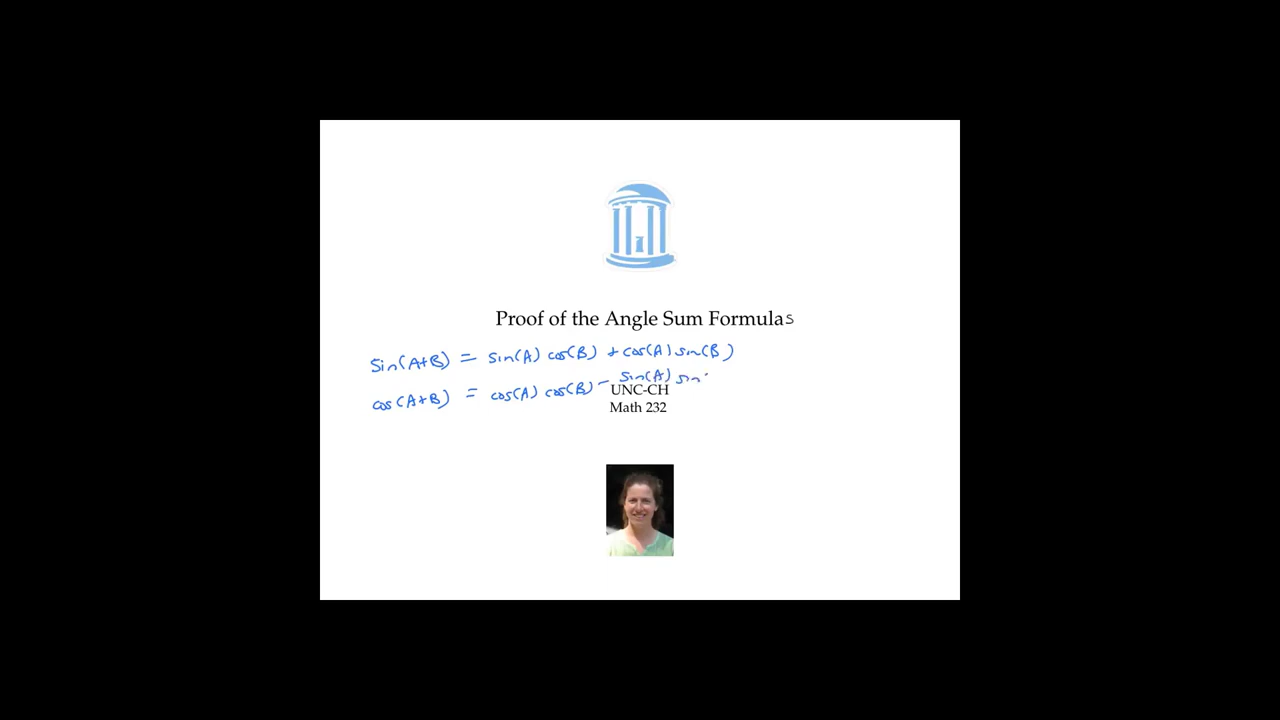 Proof of the Angle Sum Formulas
sin(A+B) = sin(A) cos(B) + cos(A) sin(B)
cos(A+B) = cos(A) cos(B) - sin(A) sin
UNC-CH
Math 232